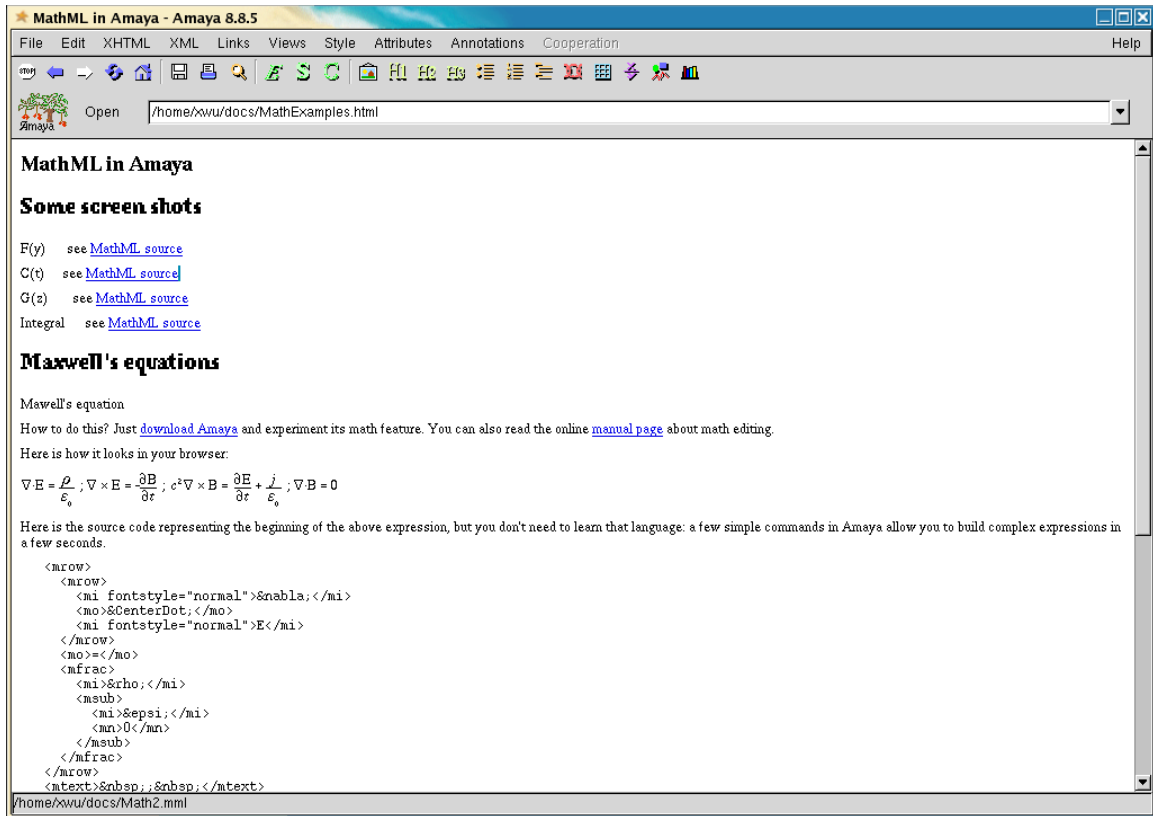 MathML in Amaya - Amaya 8.8.5
File Edit XHTML XML Links Views Style Attributes Annotations Cooperation Help
STOP H1 H2 H3
Amaya Open /home/xwu/docs/MathExamples.html
MathML in Amaya
Some screen shots
F(y) see MathML source
C(t) see MathML source
G(z) see MathML source
Integral see MathML source
Maxwell's equations
Mawell's equation
How to do this? Just download Amaya and experiment its math feature. You can also read the online manual page about math editing.
Here is how it looks in your browser:
∇·E = ρ/ε₀ ; ∇ × E = -∂B/∂t ; c²∇ × B = ∂E/∂t + j/ε₀ ; ∇·B = 0
Here is the source code representing the beginning of the above expression, but you don't need to learn that language: a few simple commands in Amaya allow you to build complex expressions in
a few seconds.
<mrow>
<mrow>
<mi fontstyle="normal">&nabla;</mi>
<mo>&CenterDot;</mo>
<mi fontstyle="normal">E</mi>
</mrow>
<mo>=</mo>
<mfrac>
<mi>&rho;</mi>
<msub>
<mi>&epsi;</mi>
<mn>0</mn>
</msub>
</mfrac>
</mrow>
<mtext>&nbsp;;&nbsp;</mtext>
/home/xwu/docs/Math2.mml